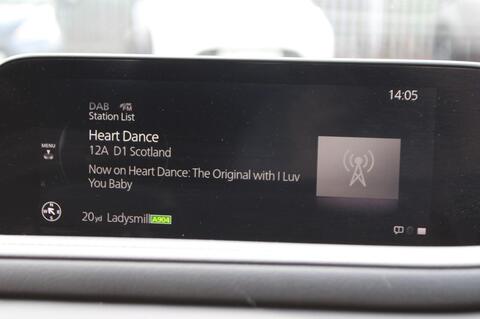 14:05
DAB FM
Station List
Heart Dance
12A D1 Scotland
MENU
Now on Heart Dance: The Original with I Luv
You Baby
N
20yd Ladysmill A904